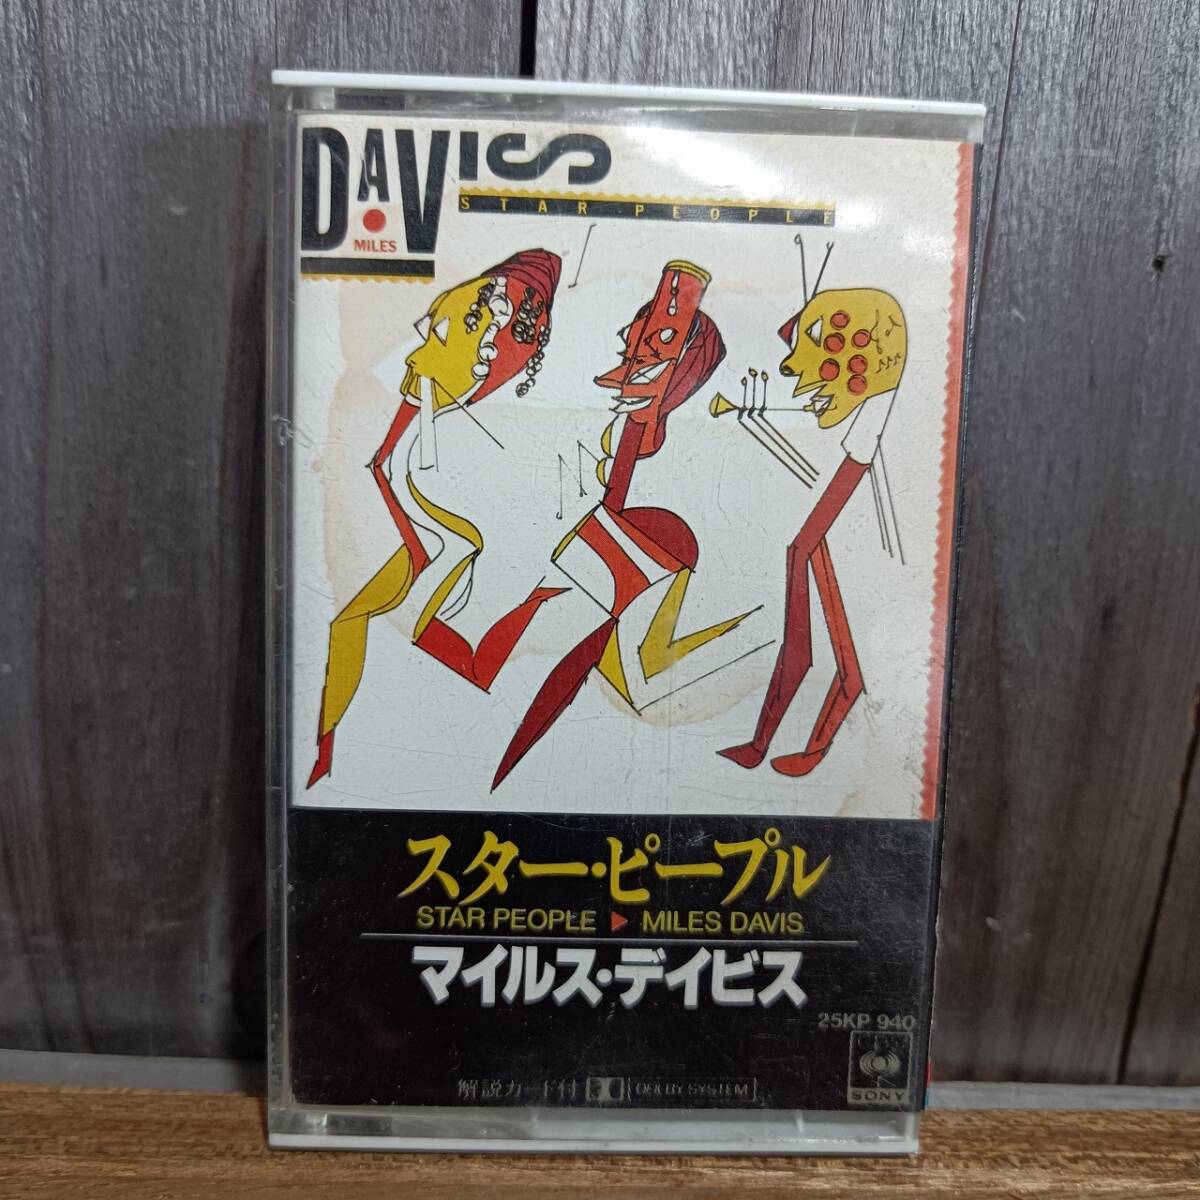 DAVIS
MILES
STAR PEOPLE
スター・ピープル
STAR PEOPLE ▶ MILES DAVIS
マイルス・デイビス
25KP 940
解説カード付 DOLBY SYSTEM
SONY